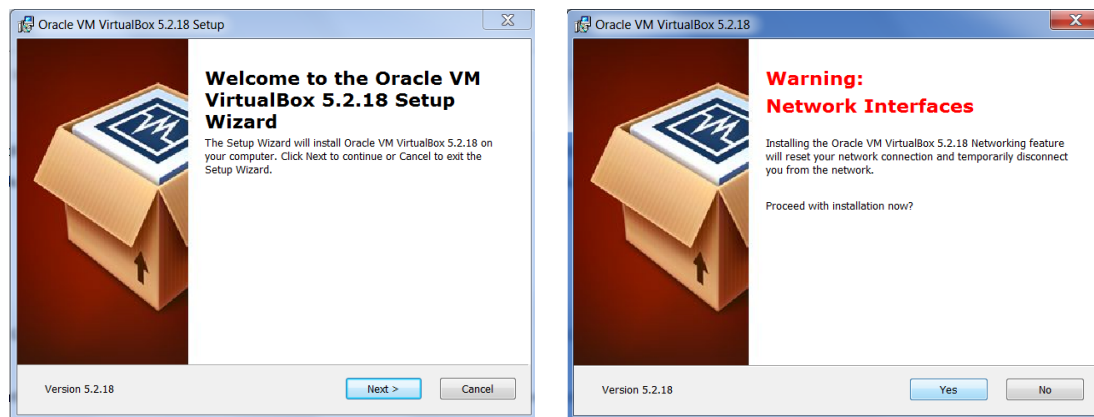 Oracle VM VirtualBox 5.2.18 Setup
Welcome to the Oracle VM
VirtualBox 5.2.18 Setup
Wizard
The Setup Wizard will install Oracle VM VirtualBox 5.2.18 on
your computer. Click Next to continue or Cancel to exit the
Setup Wizard.
Version 5.2.18
Next >
Cancel
Oracle VM VirtualBox 5.2.18
Warning:
Network Interfaces
Installing the Oracle VM VirtualBox 5.2.18 Networking feature
will reset your network connection and temporarily disconnect
you from the network.
Proceed with installation now?
Version 5.2.18
Yes
No